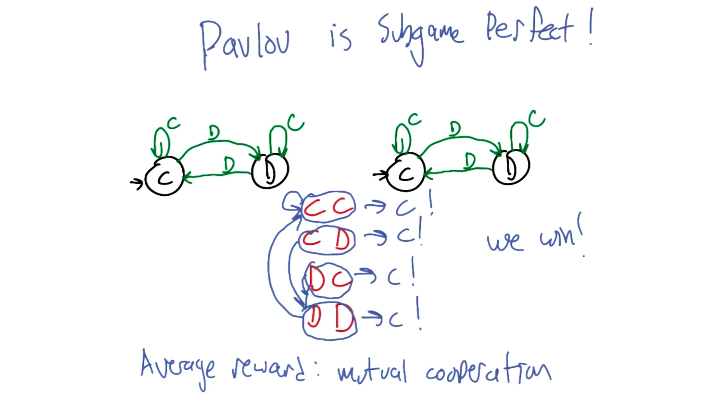 Pavlov is Subgame Perfect!
C D C C D C
D D
C D C D
C C → C!
C D → C!
we win!
D C → C!
D D → C!
Average reward: mutual cooperation